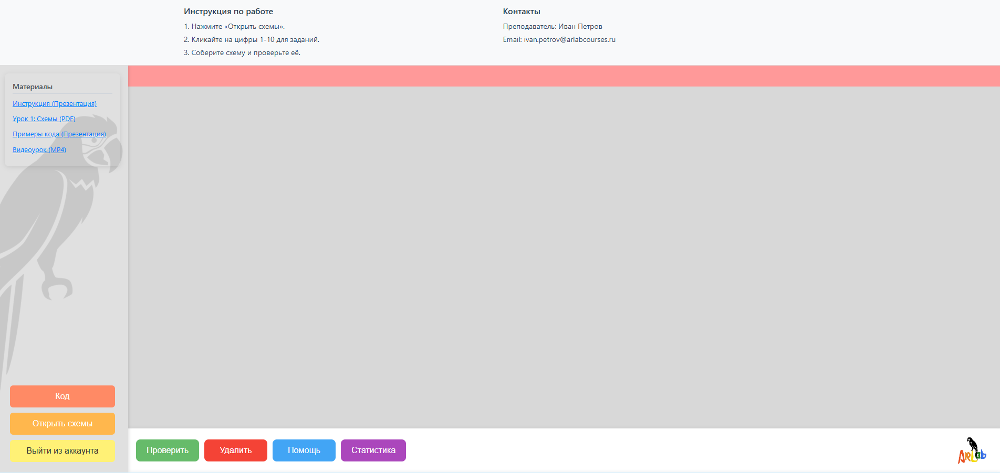 Инструкция по работе
1. Нажмите «Открыть схемы».
2. Кликайте на цифры 1-10 для заданий.
3. Соберите схему и проверьте её.
Контакты
Преподаватель: Иван Петров
Email: ivan.petrov@arlabcourses.ru
Материалы
Инструкция (Презентация)
Урок 1: Схемы (PDF)
Примеры кода (Презентация)
Видеоурок (MP4)
Код
Открыть схемы
Выйти из аккаунта
Проверить
Удалить
Помощь
Статистика
ArLab